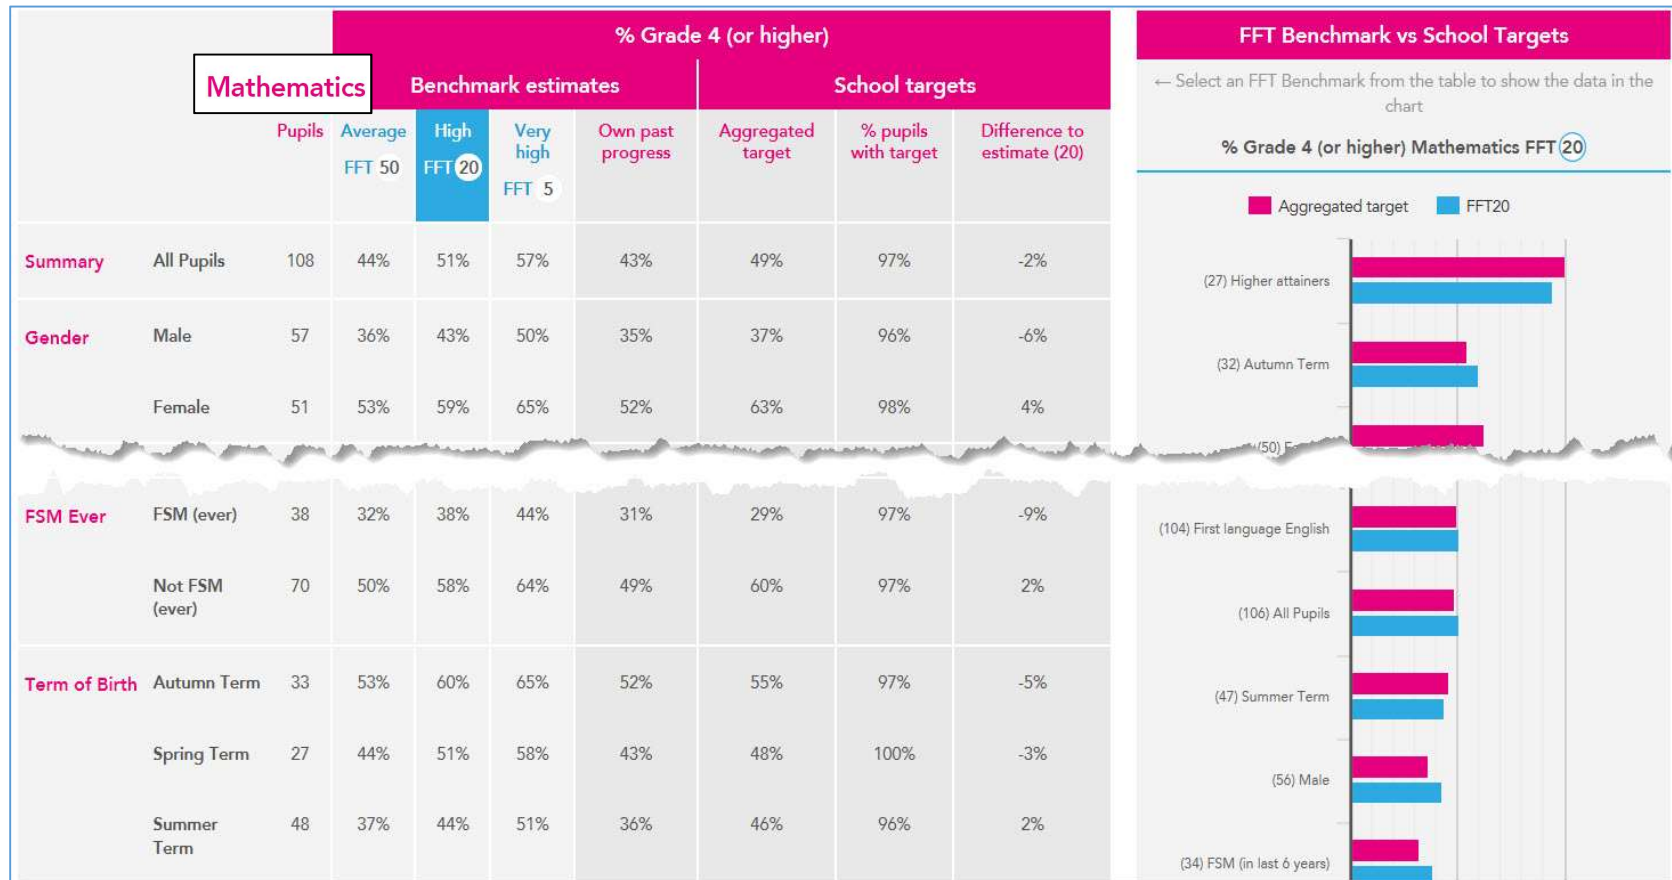 % Grade 4 (or higher)
Mathematics
Benchmark estimates School targets
Pupils Average FFT 50 High FFT 20 Very high FFT 5 Own past progress Aggregated target % pupils with target Difference to estimate (20)
Summary All Pupils 108 44% 51% 57% 43% 49% 97% -2%
Gender Male 57 36% 43% 50% 35% 37% 96% -6%
Female 51 53% 59% 65% 52% 63% 98% 4%
FSM Ever FSM (ever) 38 32% 38% 44% 31% 29% 97% -9%
Not FSM (ever) 70 50% 58% 64% 49% 60% 97% 2%
Term of Birth Autumn Term 33 53% 60% 65% 52% 55% 97% -5%
Spring Term 27 44% 51% 58% 43% 48% 100% -3%
Summer Term 48 37% 44% 51% 36% 46% 96% 2%
FFT Benchmark vs School Targets
← Select an FFT Benchmark from the table to show the data in the
chart
% Grade 4 (or higher) Mathematics FFT 20
Aggregated target FFT20
(27) Higher attainers
(32) Autumn Term
(50)
(104) First language English
(106) All Pupils
(47) Summer Term
(56) Male
(34) FSM (in last 6 years)